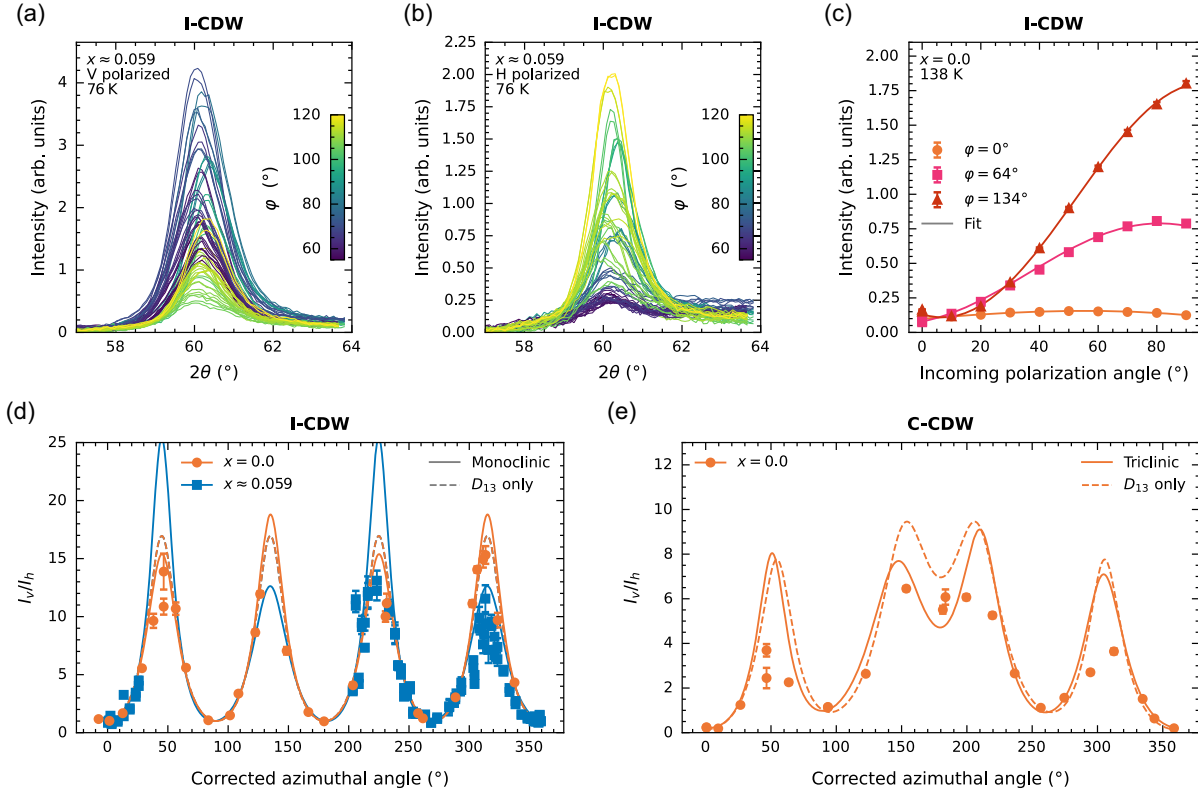 (a)
I-CDW
x ≈ 0.059
V polarized
76 K
Intensity (arb. units)
4
3
2
1
0
58
60
62
64
2θ (°)
φ (°)
120
100
80
60
(b)
I-CDW
x ≈ 0.059
H polarized
76 K
Intensity (arb. units)
2.25
2.00
1.75
1.50
1.25
1.00
0.75
0.50
0.25
0.00
58
60
62
64
2θ (°)
φ (°)
120
100
80
60
(c)
I-CDW
x = 0.0
138 K
Intensity (arb. units)
2.00
1.75
1.50
1.25
1.00
0.75
0.50
0.25
0.00
φ = 0°
φ = 64°
φ = 134°
Fit
0
20
40
60
80
Incoming polarization angle (°)
(d)
I-CDW
x = 0.0
x ≈ 0.059
Monoclinic
D13 only
Iv/Ih
25
20
15
10
5
0
0
50
100
150
200
250
300
350
Corrected azimuthal angle (°)
(e)
C-CDW
x = 0.0
Triclinic
D13 only
Iv/Ih
12
10
8
6
4
2
0
0
50
100
150
200
250
300
350
Corrected azimuthal angle (°)